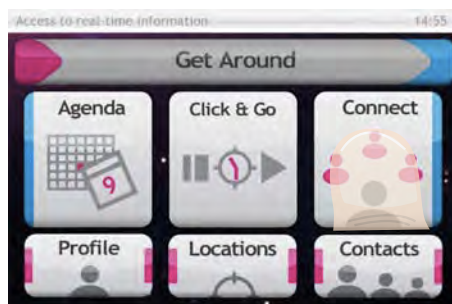 Access to real-time information 14:55
Get Around
Agenda Click & Go Connect
9
Profile Locations Contacts